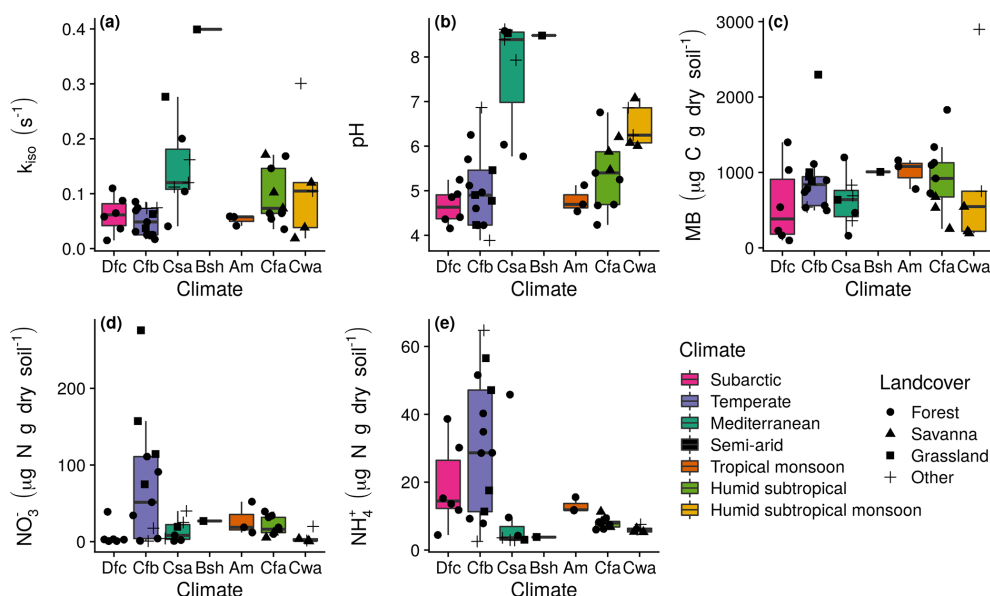 (a)
0.4
0.3
0.2
0.1
0.0
k_iso (s⁻¹)
Dfc Cfb Csa Bsh Am Cfa Cwa
Climate
(b)
8
7
6
5
4
pH
Dfc Cfb Csa Bsh Am Cfa Cwa
Climate
(c)
3000
2000
1000
0
MB (μg C g dry soil⁻¹)
Dfc Cfb Csa Bsh Am Cfa Cwa
Climate
(d)
200
100
0
NO₃⁻ (μg N g dry soil⁻¹)
Dfc Cfb Csa Bsh Am Cfa Cwa
Climate
(e)
60
40
20
0
NH₄⁺ (μg N g dry soil⁻¹)
Dfc Cfb Csa Bsh Am Cfa Cwa
Climate
Climate
Subarctic
Temperate
Mediterranean
Semi-arid
Tropical monsoon
Humid subtropical
Humid subtropical monsoon
Landcover
Forest
Savanna
Grassland
Other